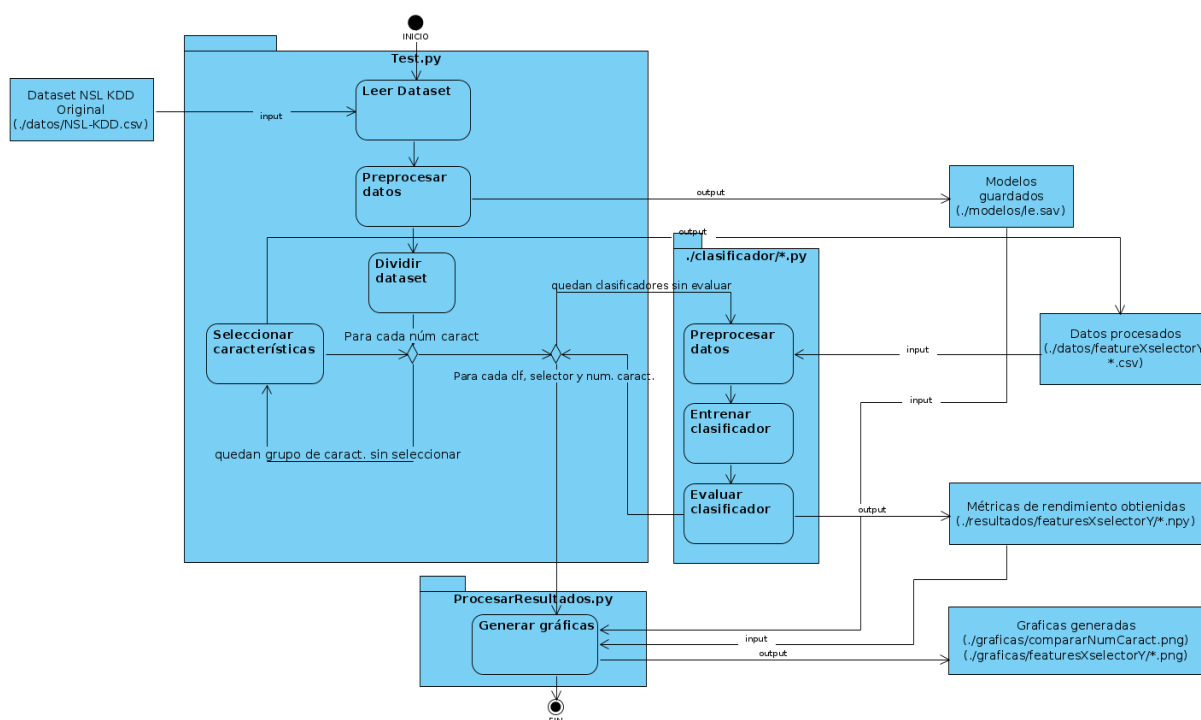 INICIO
Test.py
Leer Dataset
Dataset NSL KDD
Original
(./datos/NSL-KDD.csv)
input
Preprocesar
datos
output
Modelos
guardados
(./modelos/le.sav)
output
Dividir
dataset
./clasificador/*.py
quedan clasificadores sin evaluar
Seleccionar
características
Para cada núm caract
Preprocesar
datos
input
Datos procesados
(./datos/featureXselectorY/
*.csv)
Para cada clf, selector y num. caract.
input
Entrenar
clasificador
quedan grupo de caract. sin seleccionar
Evaluar
clasificador
output
Métricas de rendimiento obtienidas
(./resultados/featuresXselectorY/*.npy)
ProcesarResultados.py
Generar gráficas
input
output
Graficas generadas
(./graficas/compararNumCaract.png)
(./graficas/featuresXselectorY/*.png)
FIN